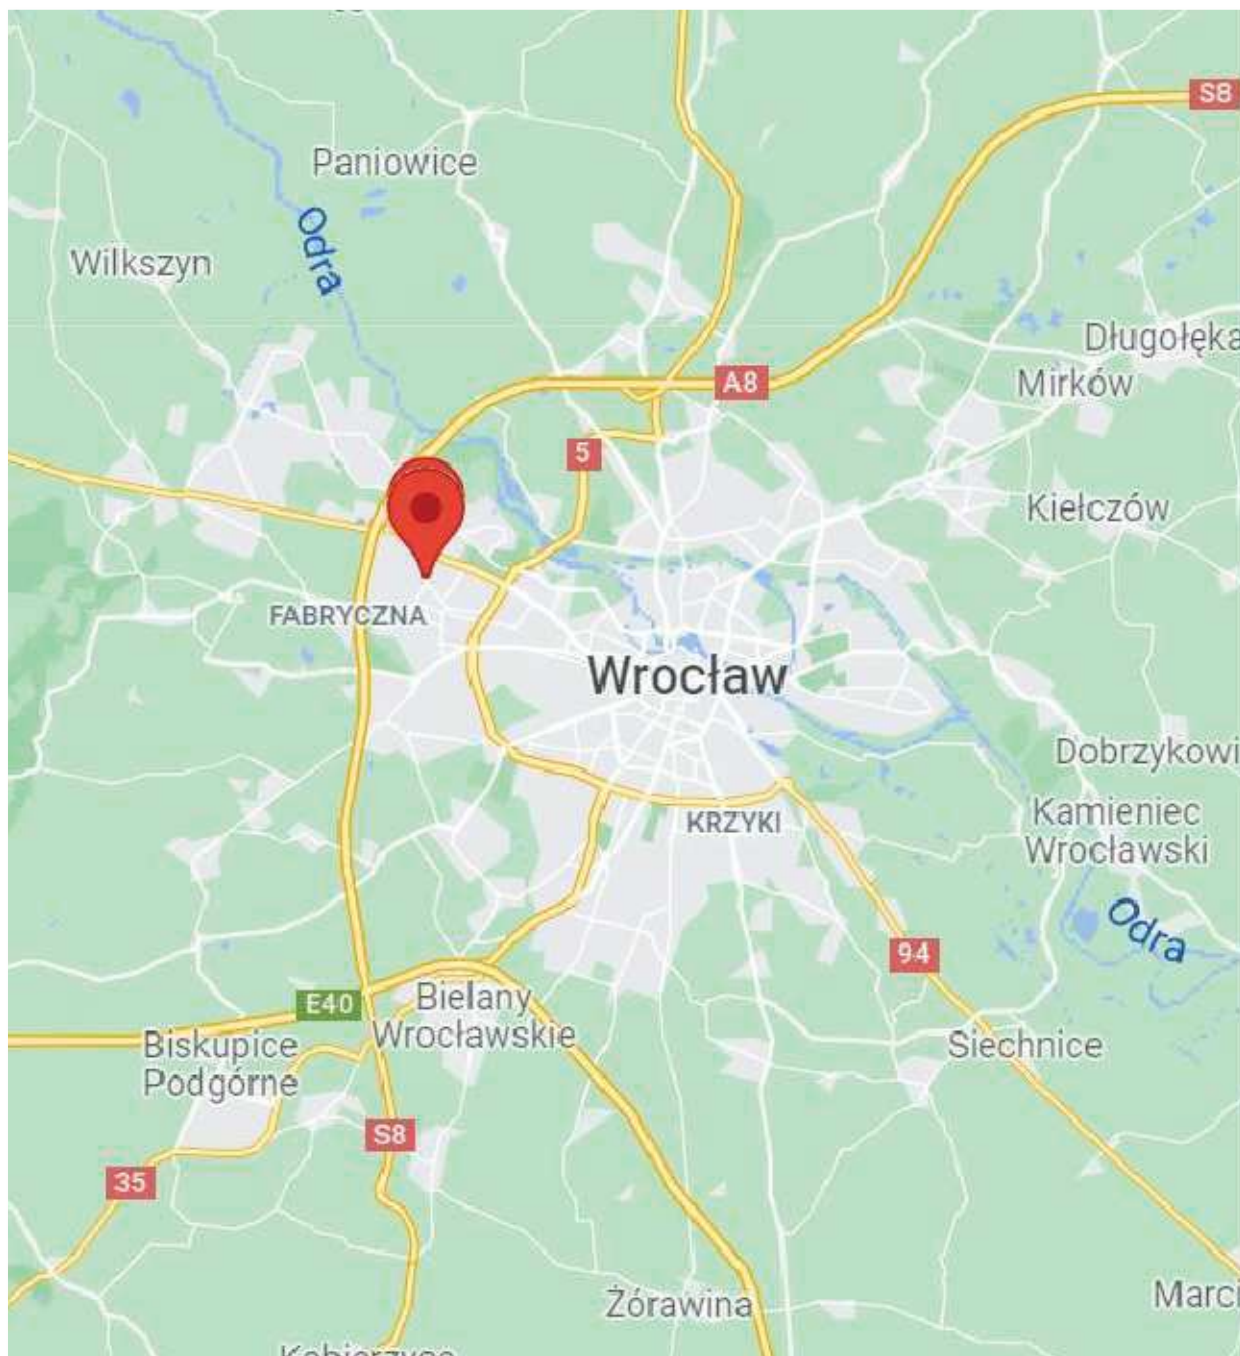 S8
Paniowice
Odra
Wilkszyn
Długołęka
A8
Mirków
5
Kiełczów
FABRYCZNA
Wrocław
Dobrzykowi
KRZYKI
Kamieniec
Wrocławski
Odra
94
E40
Bielany
Wrocławskie
Biskupice
Podgórne
Siechnice
S8
35
Żórawina
Marci